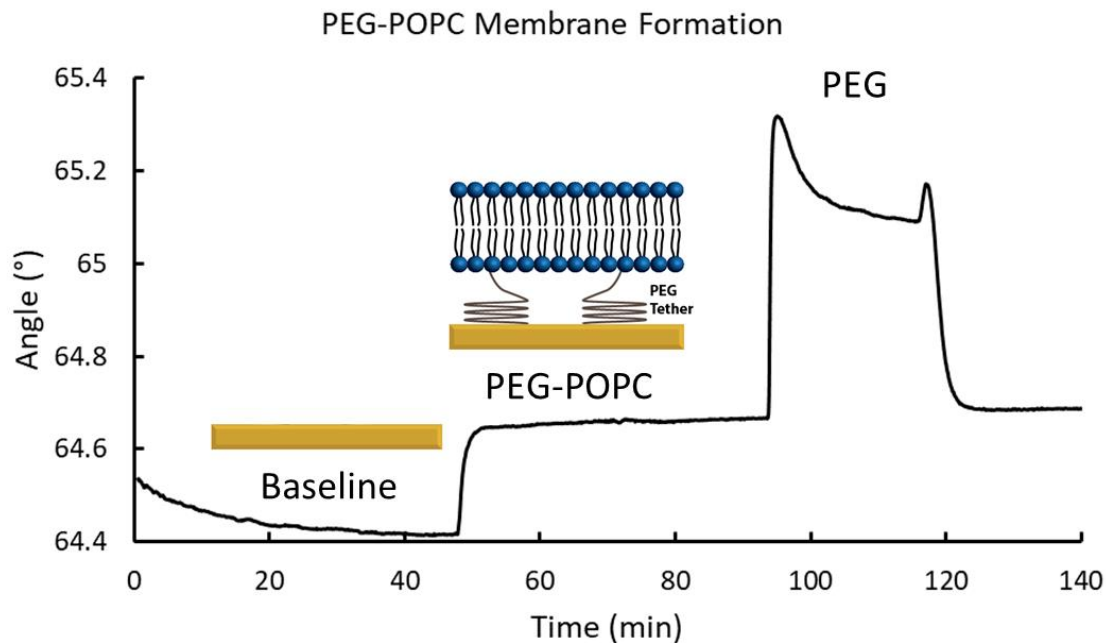 PEG-POPC Membrane Formation
65.4
65.2
65
64.8
64.6
64.4
Angle (°)
PEG
PEG
Tether
PEG-POPC
Baseline
0
20
40
60
80
100
120
140
Time (min)